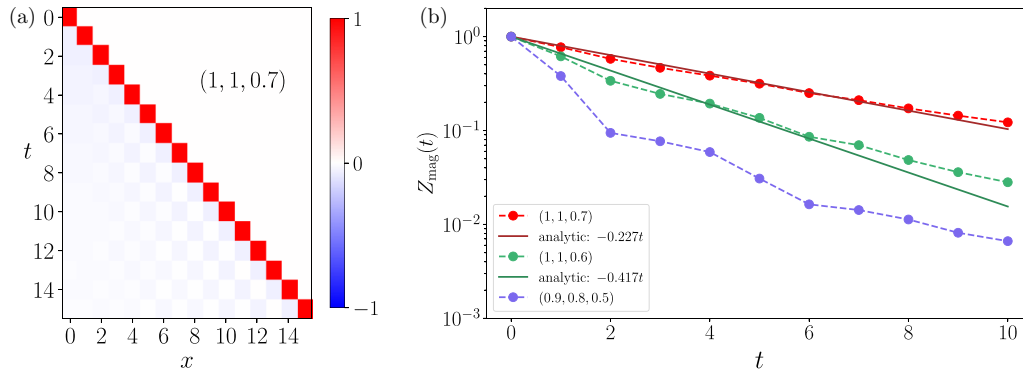 (a)
(1, 1, 0.7)
t
0
2
4
6
8
10
12
14
0 2 4 6 8 10 12 14
x
1
0
−1
(b)
Z_mag(t)
10⁰
10⁻¹
10⁻²
10⁻³
(1, 1, 0.7)
analytic: −0.227t
(1, 1, 0.6)
analytic: −0.417t
(0.9, 0.8, 0.5)
0 2 4 6 8 10
t